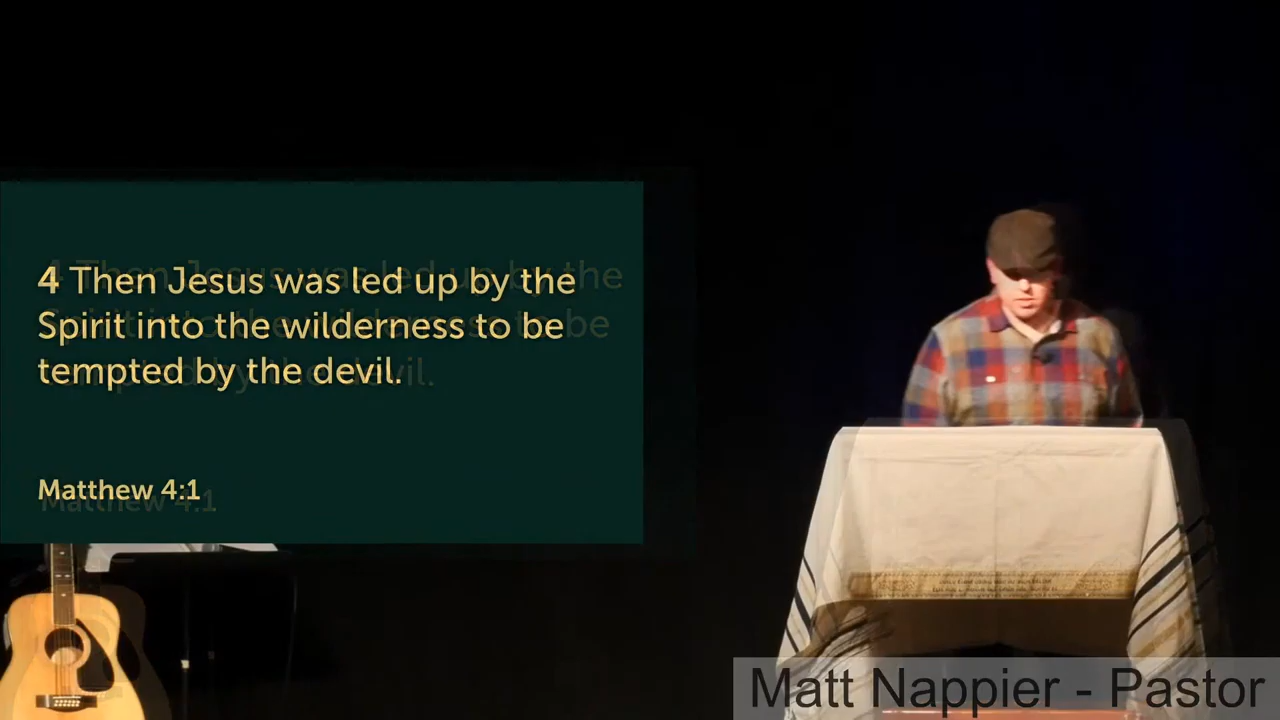 4 Then Jesus was led up by the
Spirit into the wilderness to be
tempted by the devil.
Matthew 4:1
Matt Nappier - Pastor